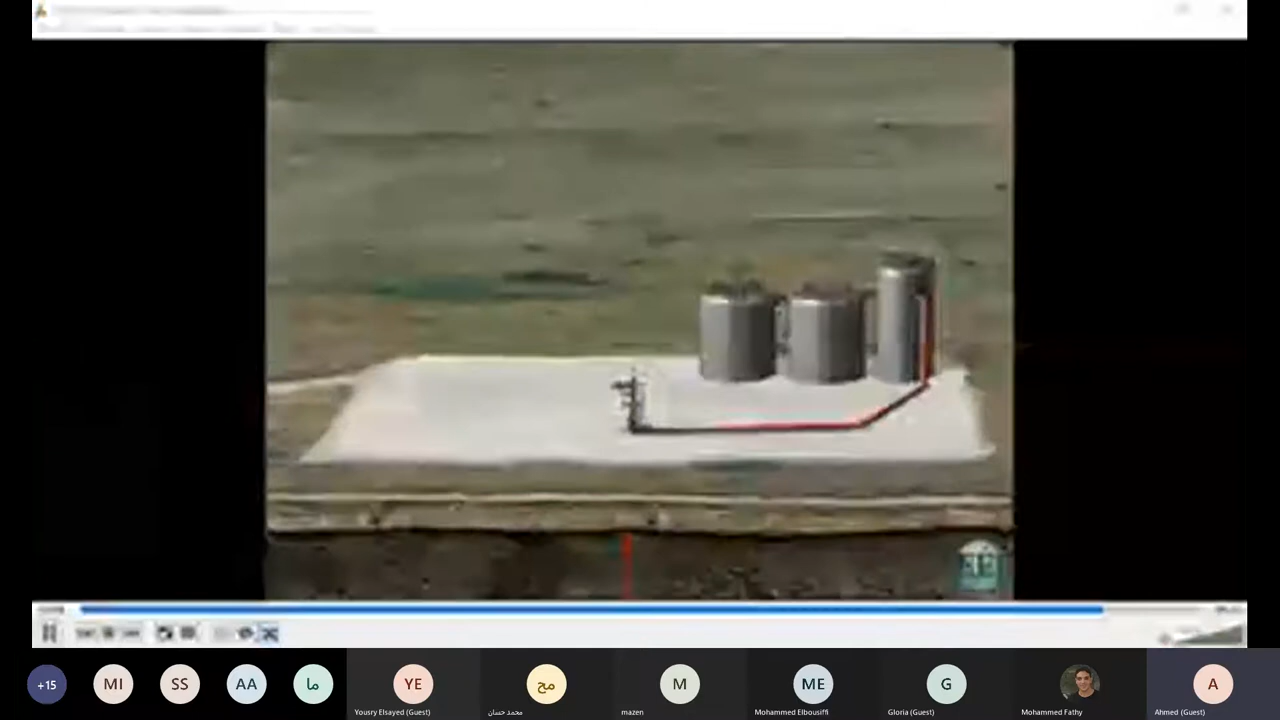 +15
MI
SS
AA
ما
YE
مح
M
ME
G
A
Yousry Elsayed (Guest)
محمد حسان
mazen
Mohammed Elbousiffi
Gloria (Guest)
Mohammed Fathy
Ahmed (Guest)